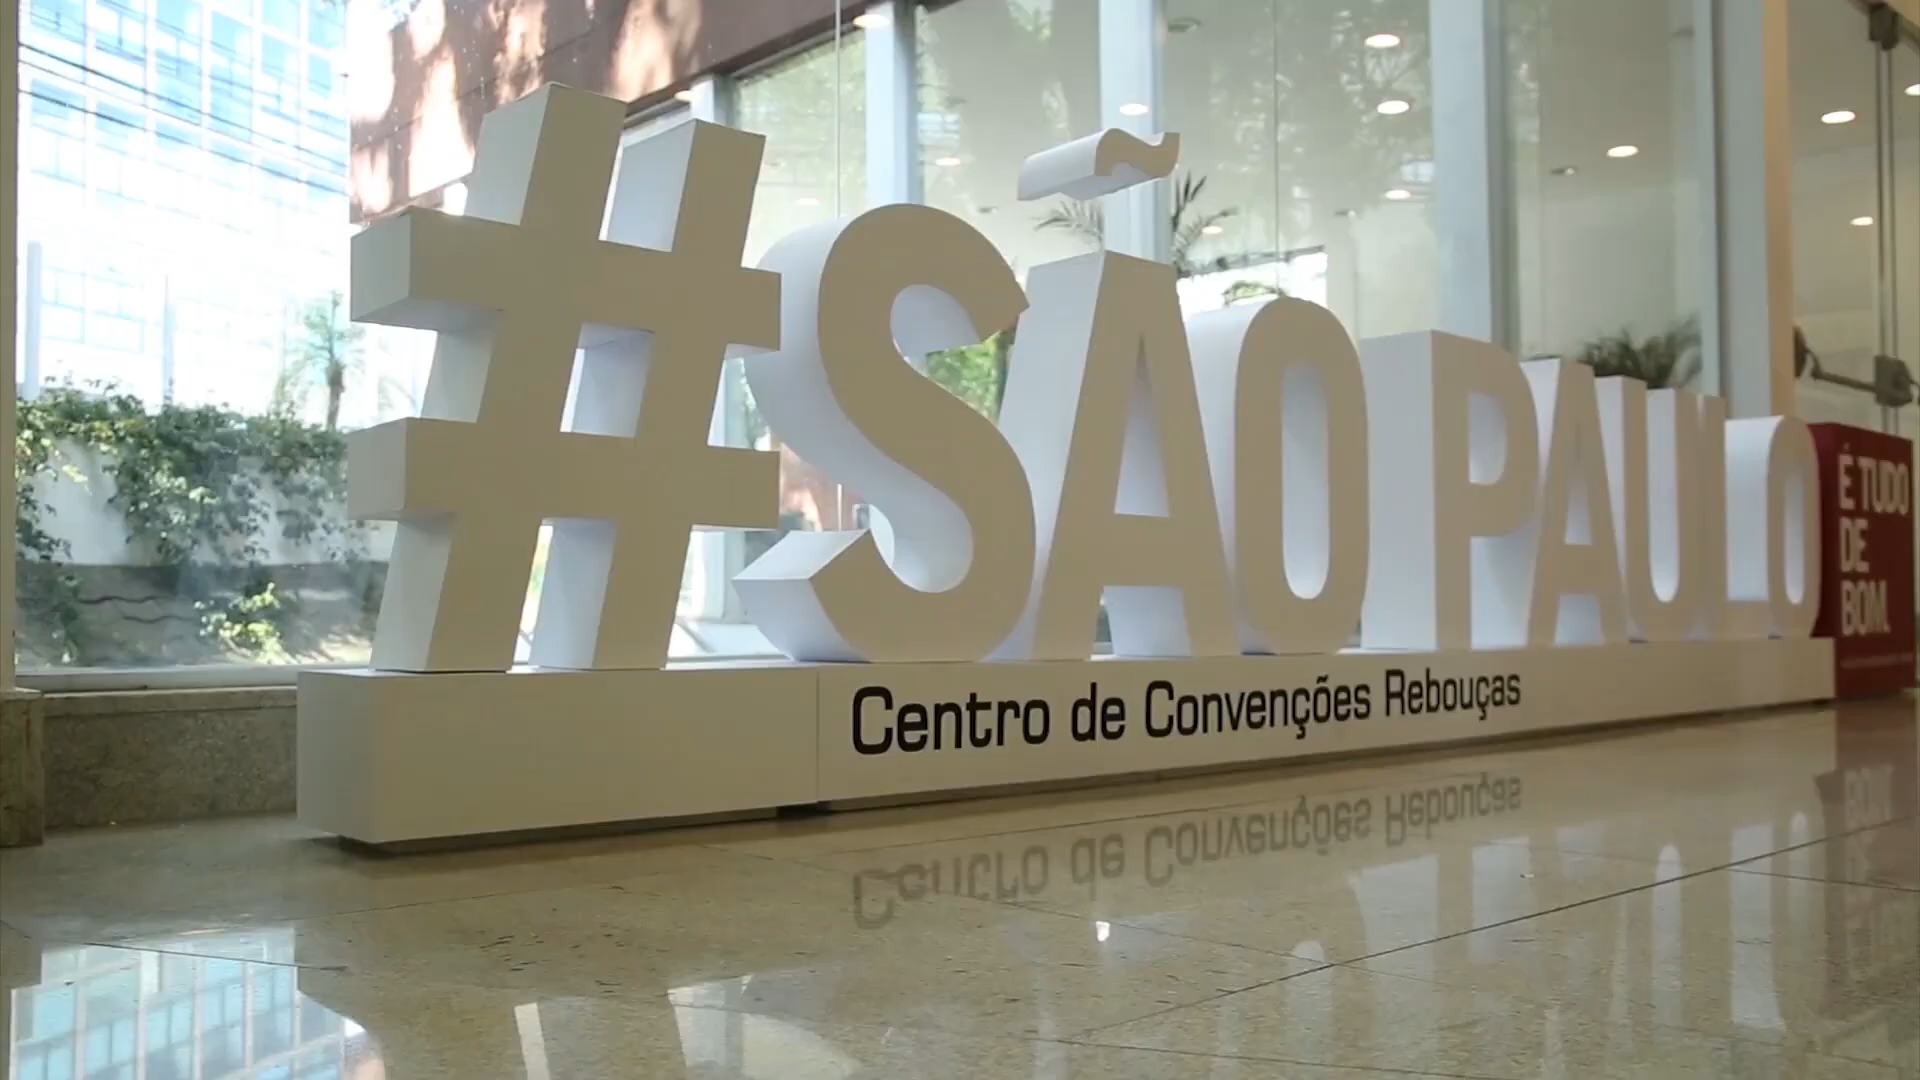 #SÃO PAULO
Centro de Convenções Rebouças
É TUDO
DE
BOM.